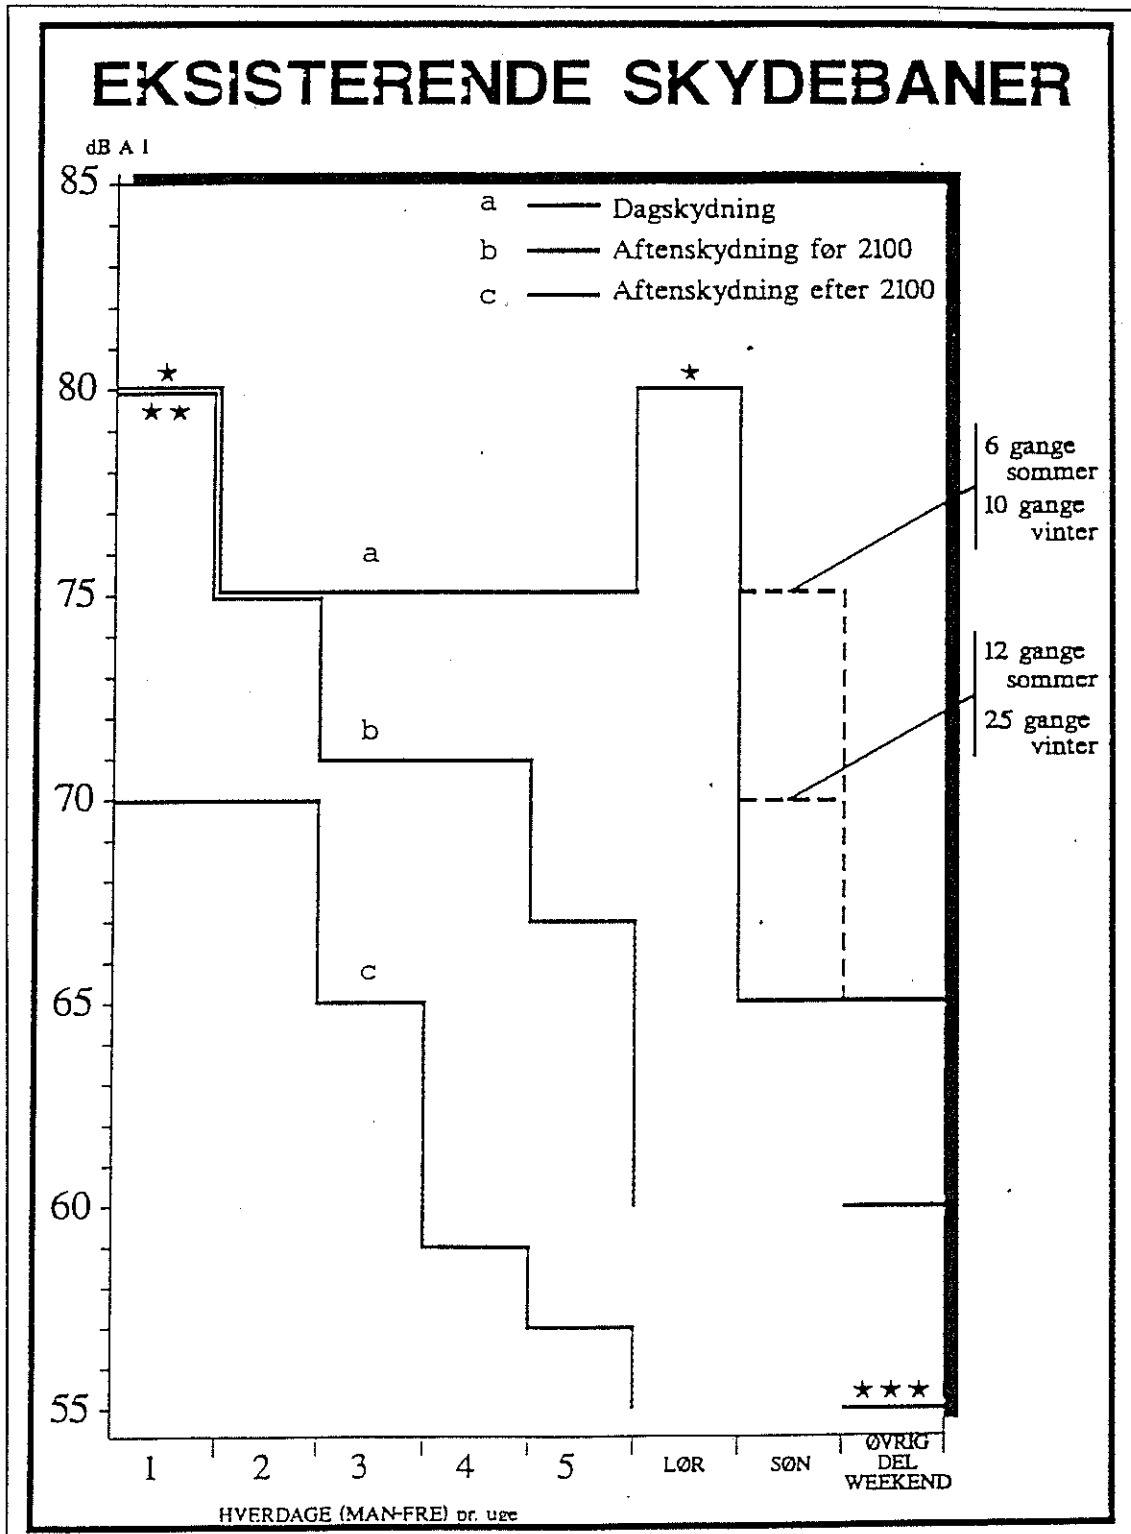 EKSISTERENDE SKYDEBANER
dB A I
85
a Dagskydning
b Aftenskydning før 2100
c Aftenskydning efter 2100
★ ★
80
★★
6 gange
sommer
10 gange
vinter
a
75
12 gange
sommer
b
25 gange
vinter
70
c
65
60
★★★
55
1 2 3 4 5 LØR SØN ØVRIG
DEL
WEEKEND
HVERDAGE (MAN-FRE) pr. uge